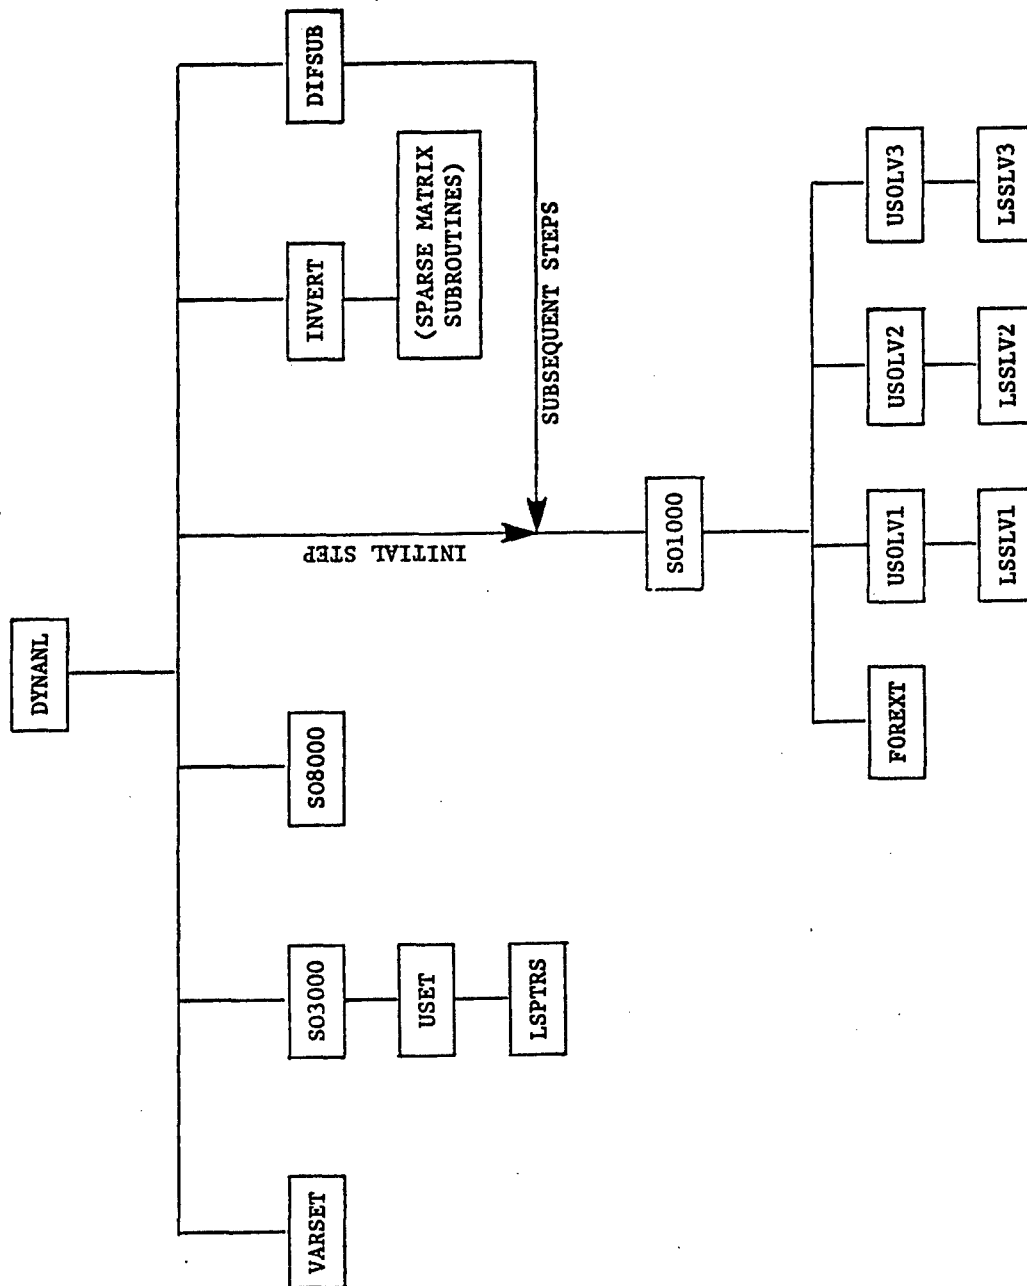 DYNANL
VARSET
SO3000
SO8000
INVERT
DIFSUB
USET
(SPARSE MATRIX
SUBROUTINES)
LSPTRS
INITIAL STEP
SUBSEQUENT STEPS
SO1000
FOREXT
USOLV1
USOLV2
USOLV3
LSSLV1
LSSLV2
LSSLV3